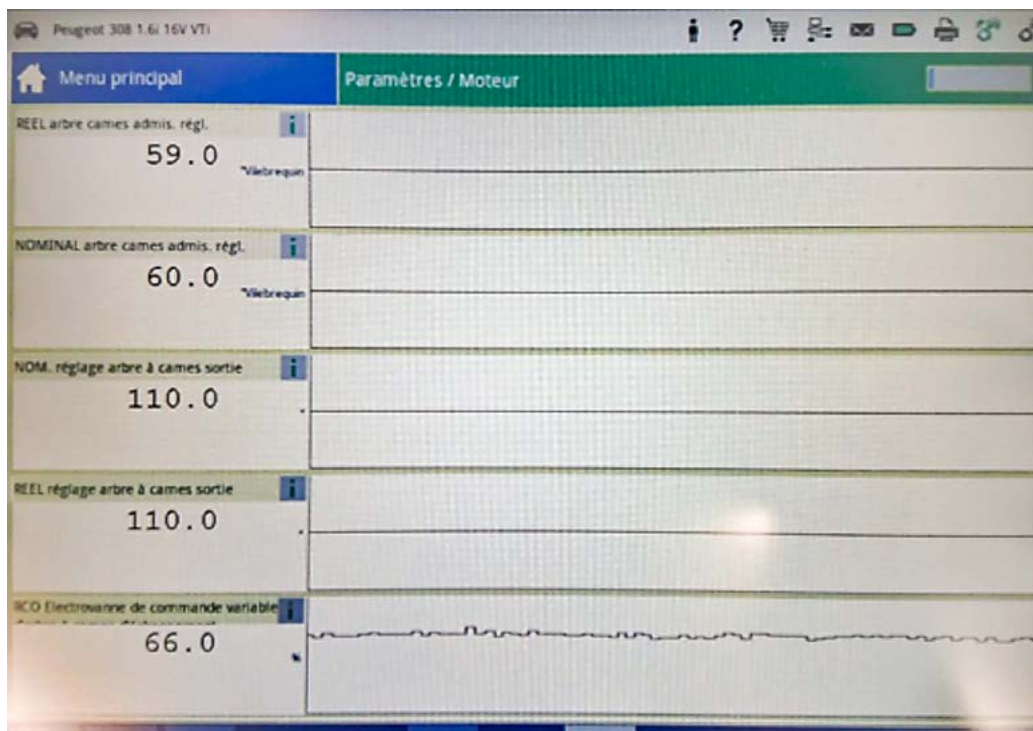 Peugeot 308 1.6i 16V VTi
?
Menu principal
Paramètres / Moteur
REEL arbre cames admis. régl.
i
59.0
°Vilebrequin
NOMINAL arbre cames admis. régl.
i
60.0
°Vilebrequin
NOM. réglage arbre à cames sortie
i
110.0
°
REEL réglage arbre à cames sortie
i
110.0
°
RCO Electrovanne de commande variable
i
66.0
%